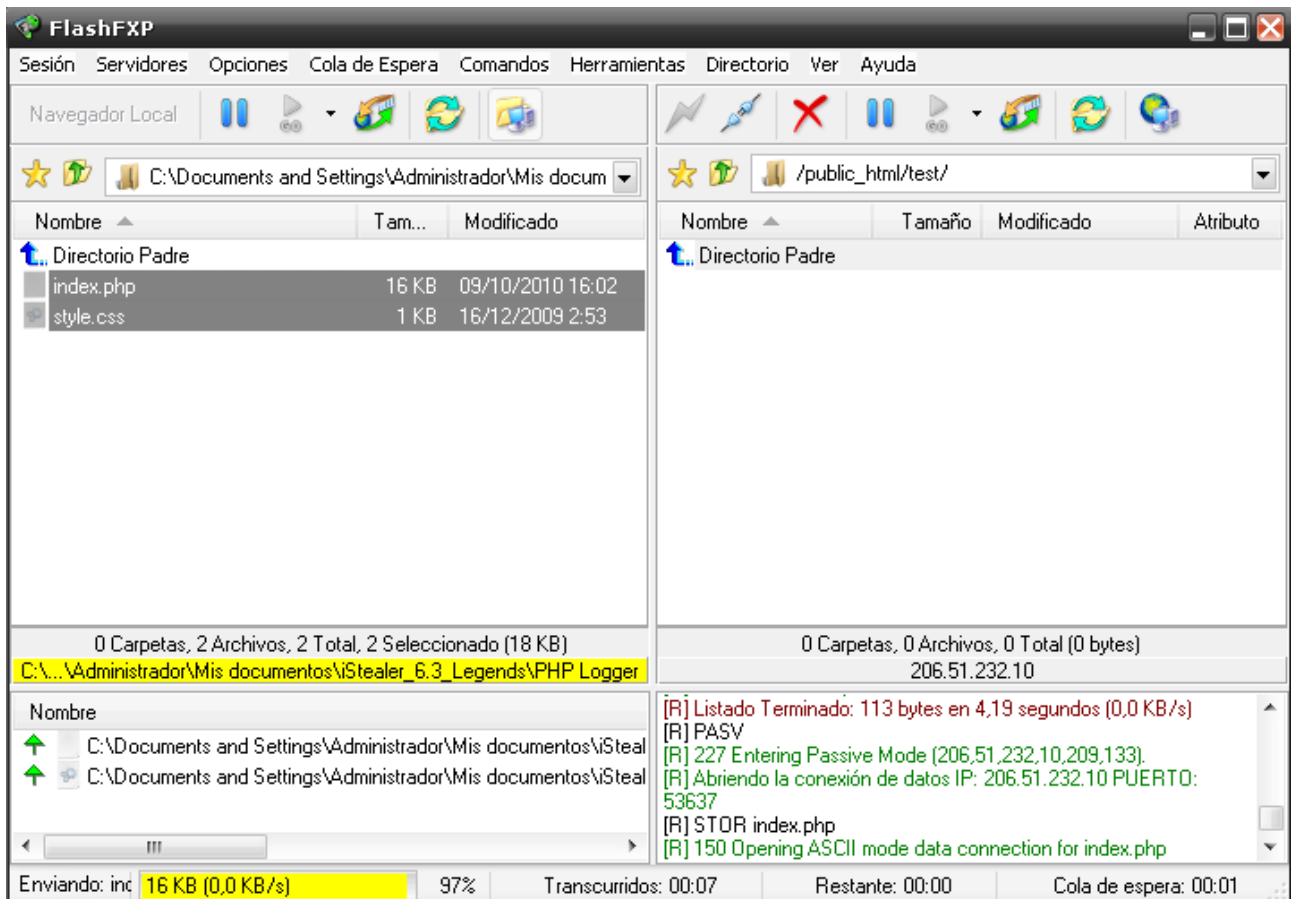 FlashFXP
Sesión Servidores Opciones Cola de Espera Comandos Herramientas Directorio Ver Ayuda
Navegador Local
C:\Documents and Settings\Administrador\Mis docum
/public_html/test/
Nombre Tam... Modificado
Directorio Padre
index.php 16 KB 09/10/2010 16:02
style.css 1 KB 16/12/2009 2:53
Nombre Tamaño Modificado Atributo
Directorio Padre
0 Carpetas, 2 Archivos, 2 Total, 2 Seleccionado (18 KB)
C:\...\Administrador\Mis documentos\iStealer_6.3_Legends\PHP Logger
0 Carpetas, 0 Archivos, 0 Total (0 bytes)
206.51.232.10
Nombre
C:\Documents and Settings\Administrador\Mis documentos\iSteal
C:\Documents and Settings\Administrador\Mis documentos\iSteal
[R] Listado Terminado: 113 bytes en 4,19 segundos (0,0 KB/s)
[R] PASV
[R] 227 Entering Passive Mode (206,51,232,10,209,133).
[R] Abriendo la conexión de datos IP: 206.51.232.10 PUERTO:
53637
[R] STOR index.php
[R] 150 Opening ASCII mode data connection for index.php
Enviando: inc 16 KB (0,0 KB/s) 97% Transcurridos: 00:07 Restante: 00:00 Cola de espera: 00:01